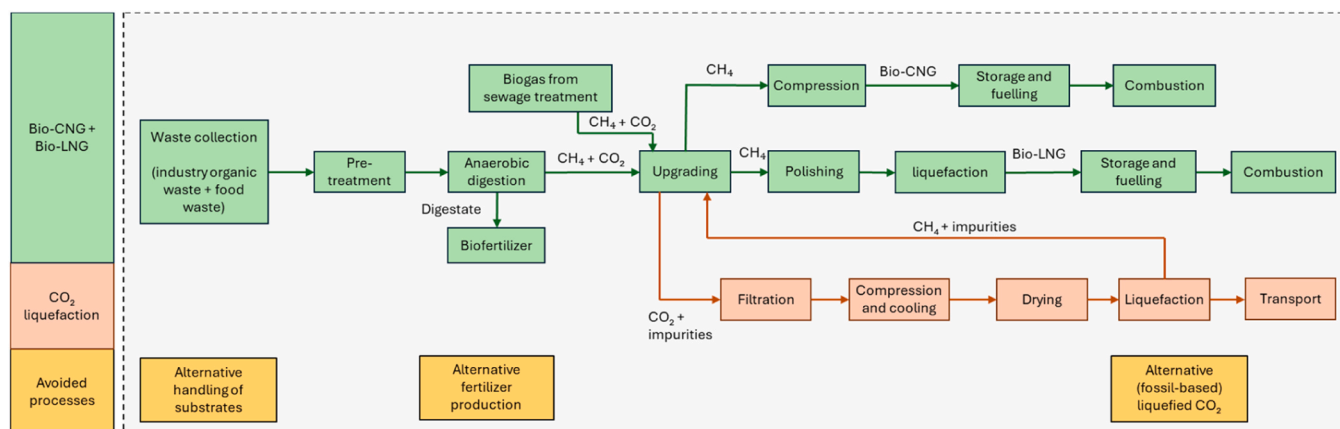 Bio-CNG +
Bio-LNG
CO₂
liquefaction
Avoided
processes
Waste collection
(industry organic
waste + food
waste)
Pre-
treatment
Anaerobic
digestion
Digestate
Biofertilizer
Biogas from
sewage treatment
CH₄ + CO₂
CH₄ + CO₂
Upgrading
CH₄
Compression
Bio-CNG
Storage and
fuelling
Combustion
CH₄
Polishing
liquefaction
Bio-LNG
Storage and
fuelling
Combustion
CH₄ + impurities
CO₂ +
impurities
Filtration
Compression
and cooling
Drying
Liquefaction
Transport
Alternative
handling of
substrates
Alternative
fertilizer
production
Alternative
(fossil-based)
liquefied CO₂